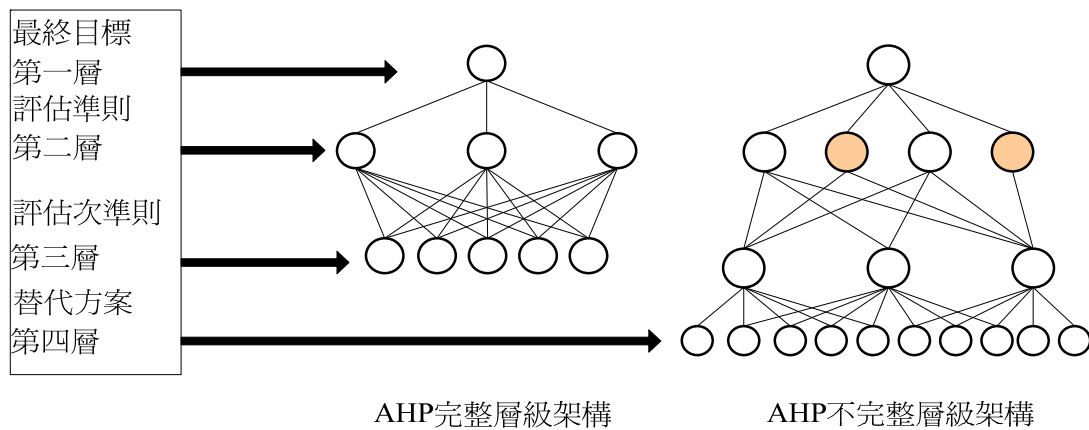 最終目標
第一層
評估準則
第二層
評估次準則
第三層
替代方案
第四層
AHP完整層級架構
AHP不完整層級架構